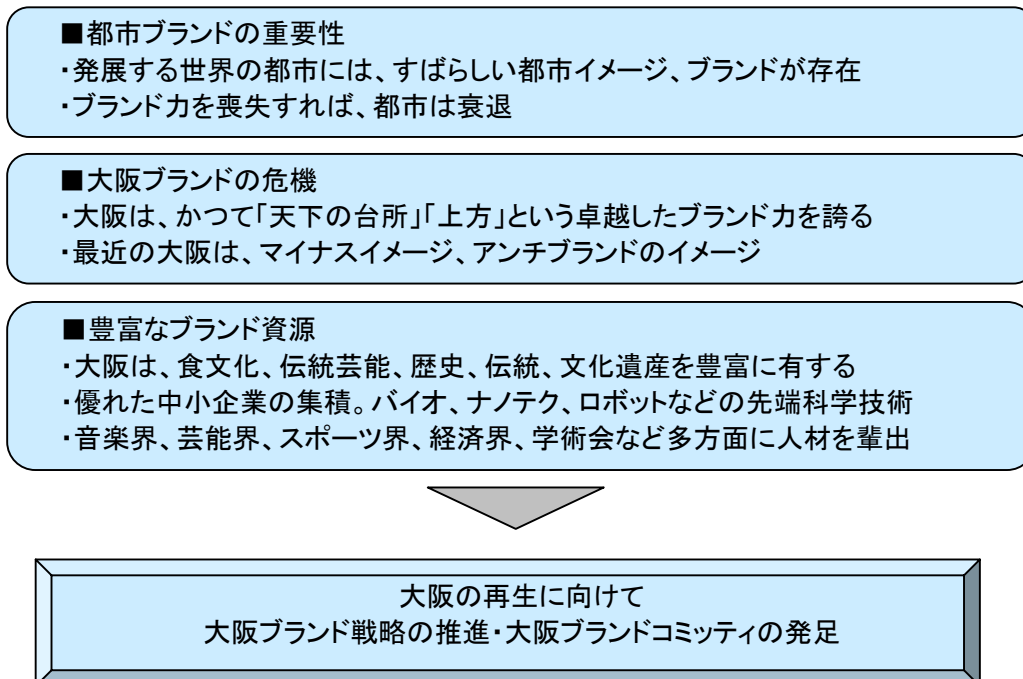 ■都市ブランドの重要性
・発展する世界の都市には、すばらしい都市イメージ、ブランドが存在
・ブランド力を喪失すれば、都市は衰退
■大阪ブランドの危機
・大阪は、かつて「天下の台所」「上方」という卓越したブランド力を誇る
・最近の大阪は、マイナスイメージ、アンチブランドのイメージ
■豊富なブランド資源
・大阪は、食文化、伝統芸能、歴史、伝統、文化遺産を豊富に有する
・優れた中小企業の集積。バイオ、ナノテク、ロボットなどの先端科学技術
・音楽界、芸能界、スポーツ界、経済界、学術会など多方面に人材を輩出
大阪の再生に向けて
大阪ブランド戦略の推進・大阪ブランドコミッティの発足